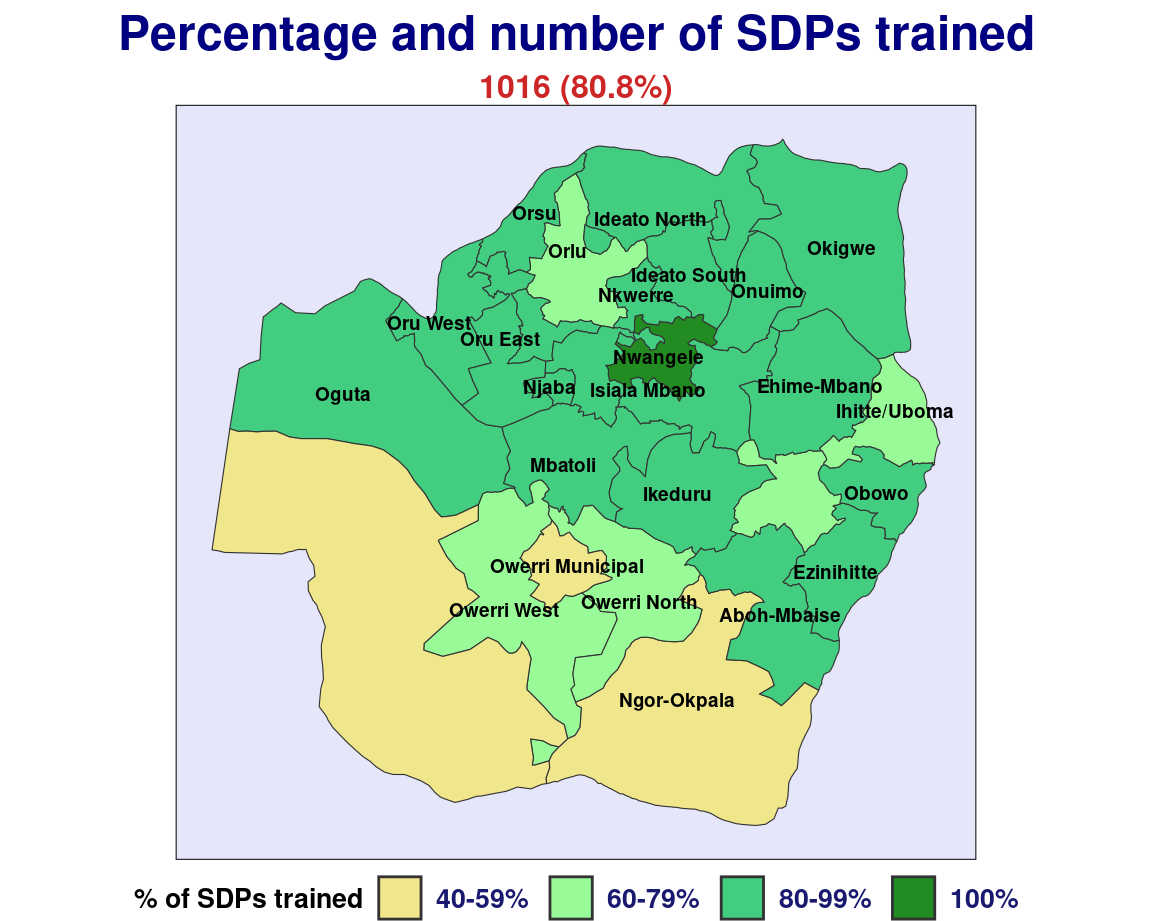 Percentage and number of SDPs trained
1016 (80.8%)
Orsu
Ideato North
Orlu
Okigwe
Ideato South
Nkwerre
Onuimo
Oru West
Oru East
Nwangele
Njaba
Isiala Mbano
Ehime-Mbano
Oguta
Ihitte/Uboma
Mbatoli
Ikeduru
Obowo
Owerri Municipal
Ezinihitte
Owerri West
Owerri North
Aboh-Mbaise
Ngor-Okpala
% of SDPs trained 40-59% 60-79% 80-99% 100%